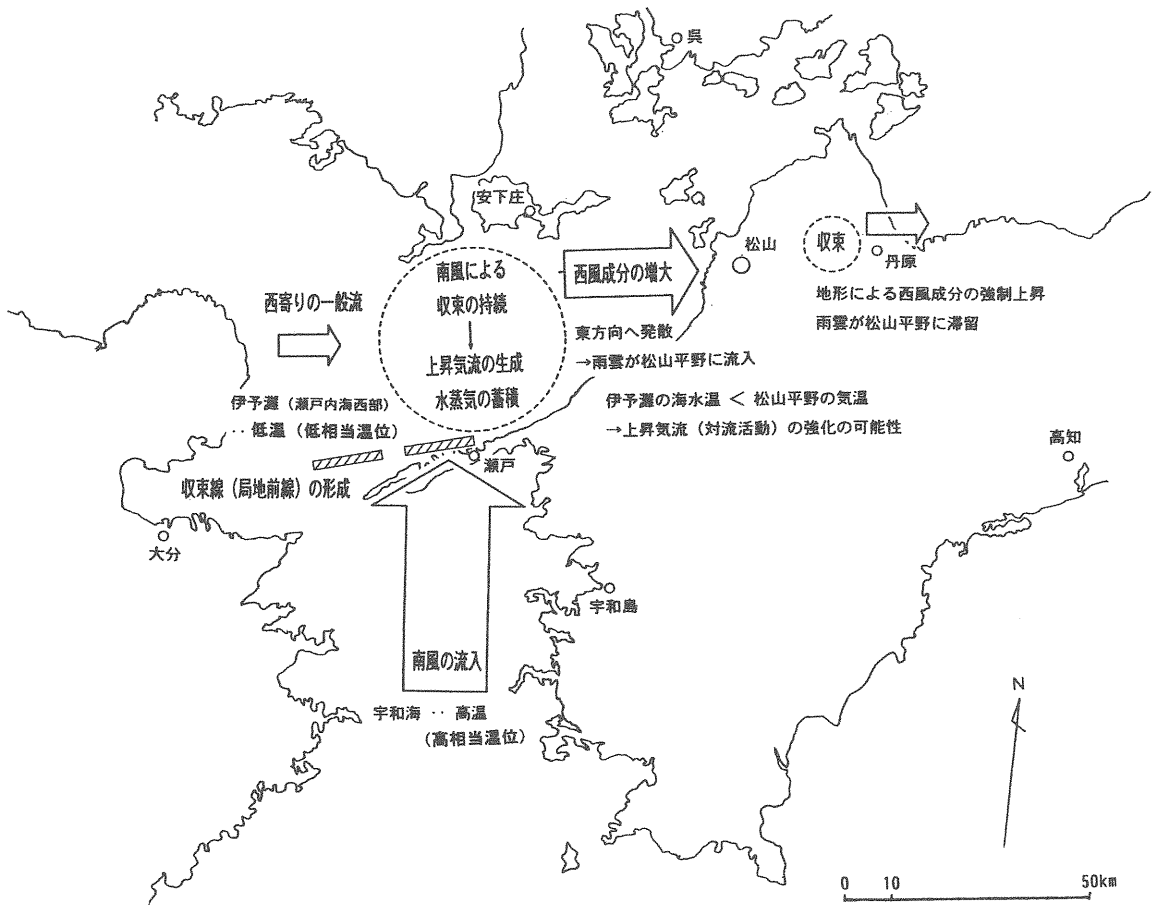 呉
安下庄
松山
収束
丹原
南風による
収束の持続
上昇気流の生成
水蒸気の蓄積
西風成分の増大
西寄りの一般流
地形による西風成分の強制上昇
雨雲が松山平野に滞留
東方向へ発散
→雨雲が松山平野に流入
伊予灘(瀬戸内海西部)
‥低温(低相当温位)
伊予灘の海水温 < 松山平野の気温
→上昇気流(対流活動)の強化の可能性
高知
瀬戸
収束線(局地前線)の形成
大分
宇和島
南風の流入
宇和海 ‥ 高温
(高相当温位)
N
0 10 50km